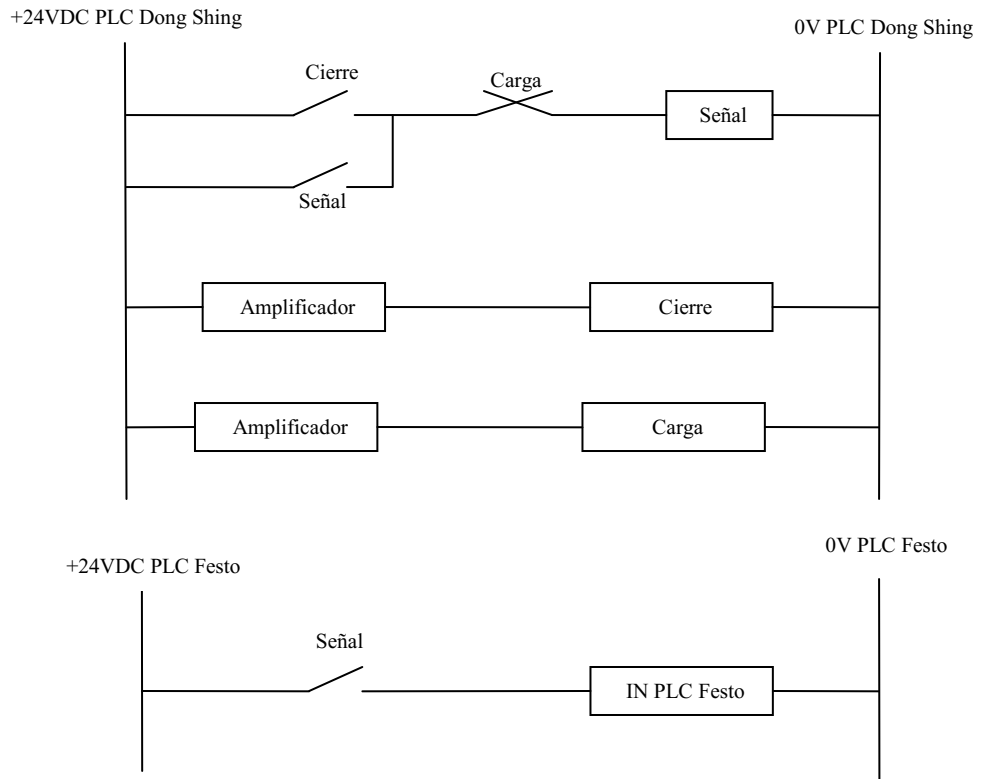 +24VDC PLC Dong Shing
0V PLC Dong Shing
Cierre
Carga
Señal
Señal
Amplificador
Cierre
Amplificador
Carga
0V PLC Festo
+24VDC PLC Festo
Señal
IN PLC Festo